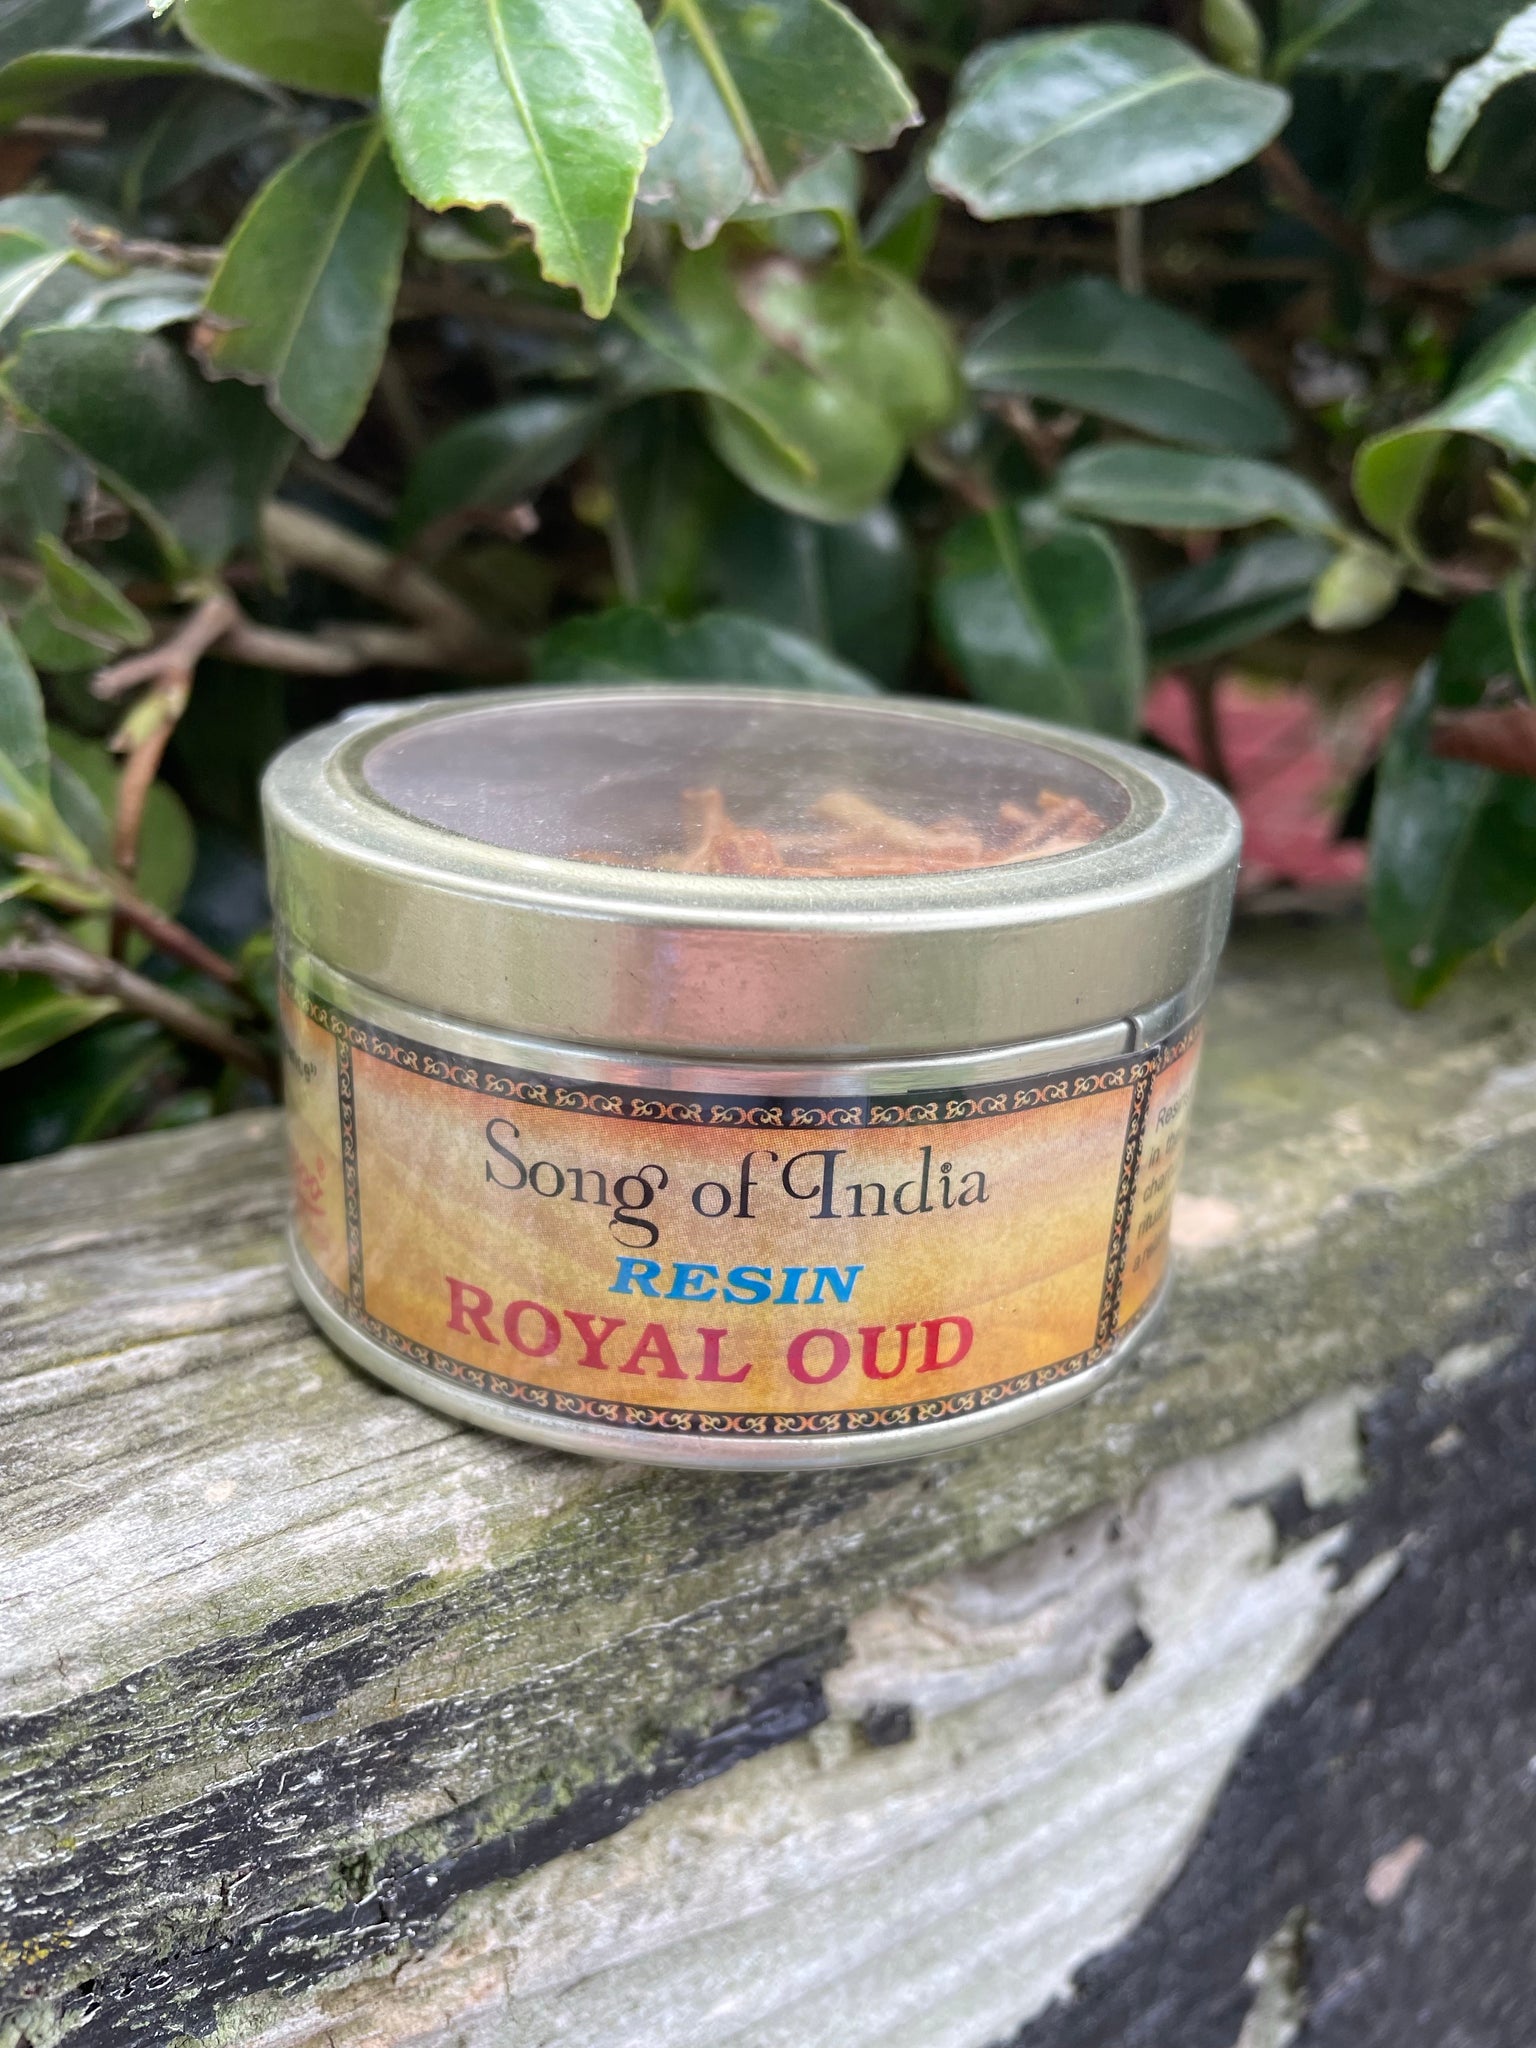 Song of India
RESIN
ROYAL OUD